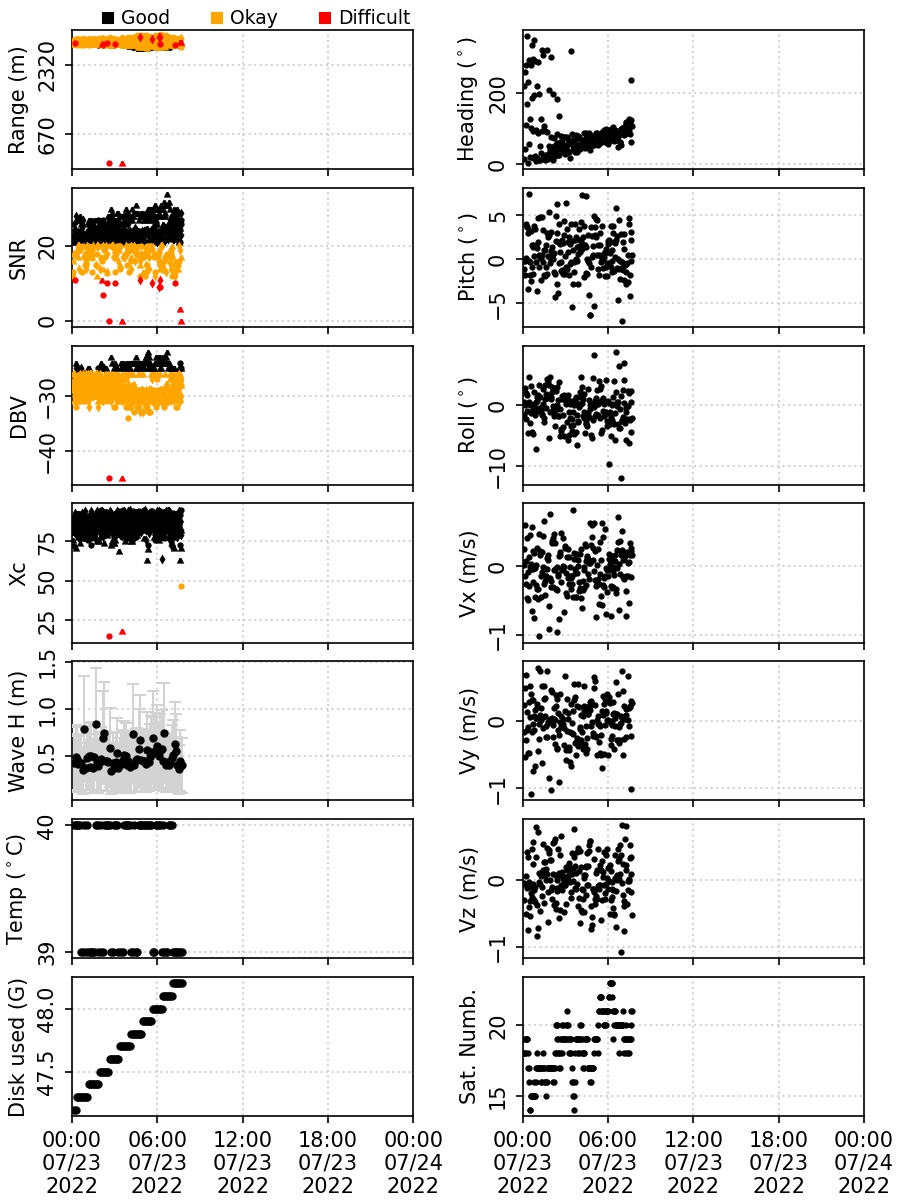 Good Okay Difficult
Range (m)
2320
670
Heading (°)
200
0
SNR
20
0
Pitch (°)
5
0
−5
DBV
−30
−40
Roll (°)
0
−10
Xc
75
50
25
Vx (m/s)
0
−1
Wave H (m)
1.5
1.0
0.5
Vy (m/s)
0
−1
Temp (°C)
40
39
Vz (m/s)
0
−1
Disk used (G)
48.0
47.5
Sat. Numb.
20
15
00:00 06:00 12:00 18:00 00:00
07/23 07/23 07/23 07/23 07/24
2022 2022 2022 2022 2022
00:00 06:00 12:00 18:00 00:00
07/23 07/23 07/23 07/23 07/24
2022 2022 2022 2022 2022